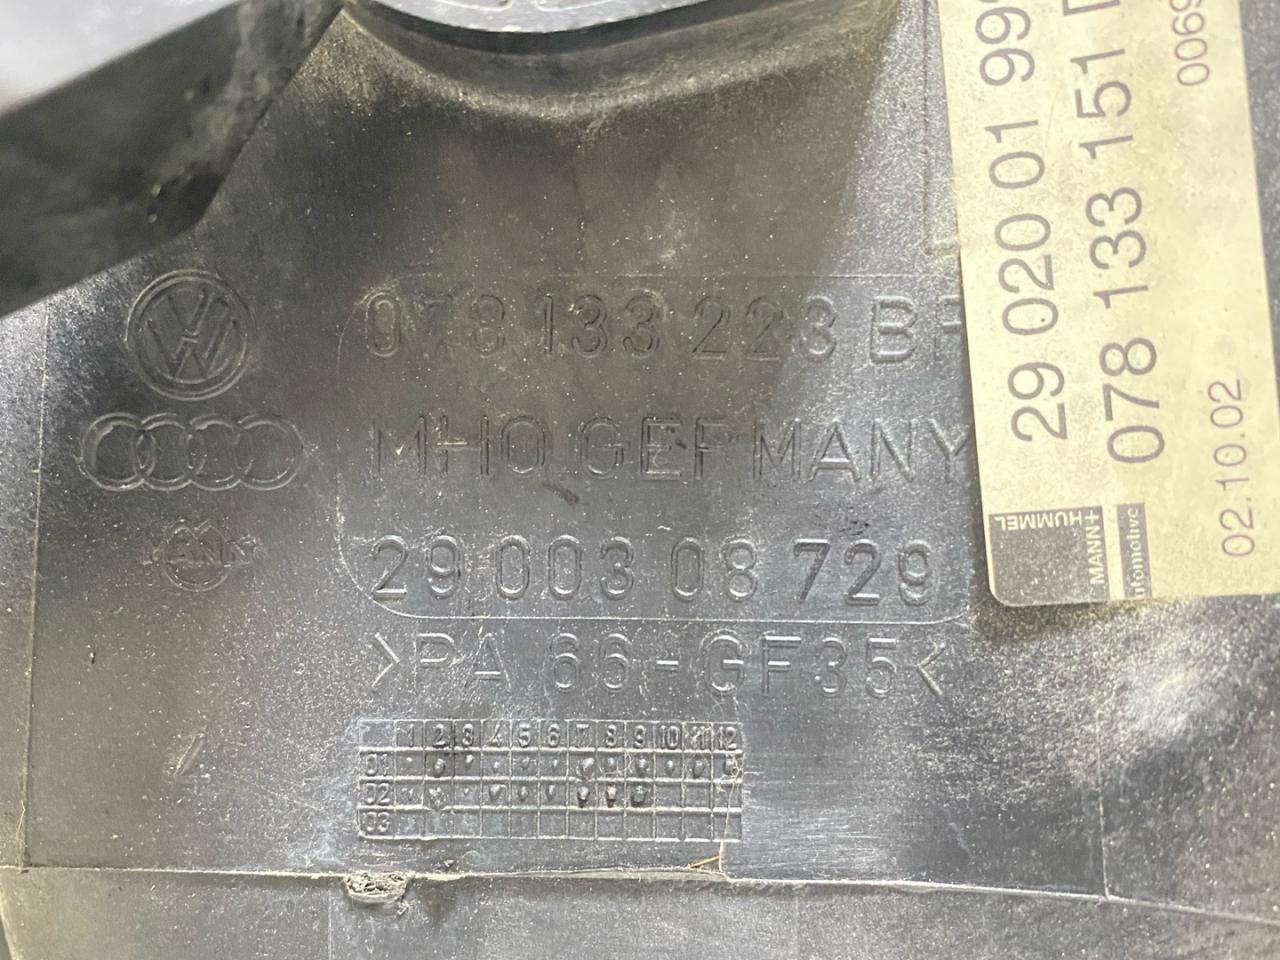 078 133 223 B
MHO GERMANY
29 003 08 729
>PA 66-GF35<
MANN
1 2 3 4 5 6 7 8 9 10 11 12
01
02
03
29 020 01 99
078 133 151
0069
02.10.02
MANN+
HUMMEL